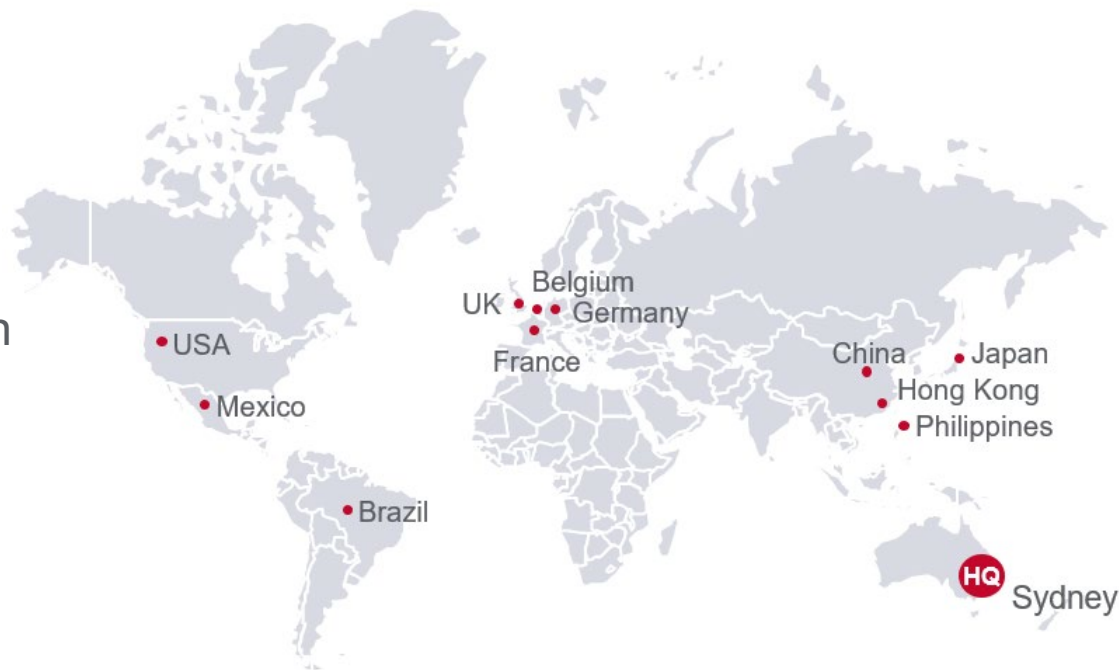 Belgium
UK
Germany
n
USA
France
China
Japan
Hong Kong
Mexico
Philippines
Brazil
HQ
Sydney